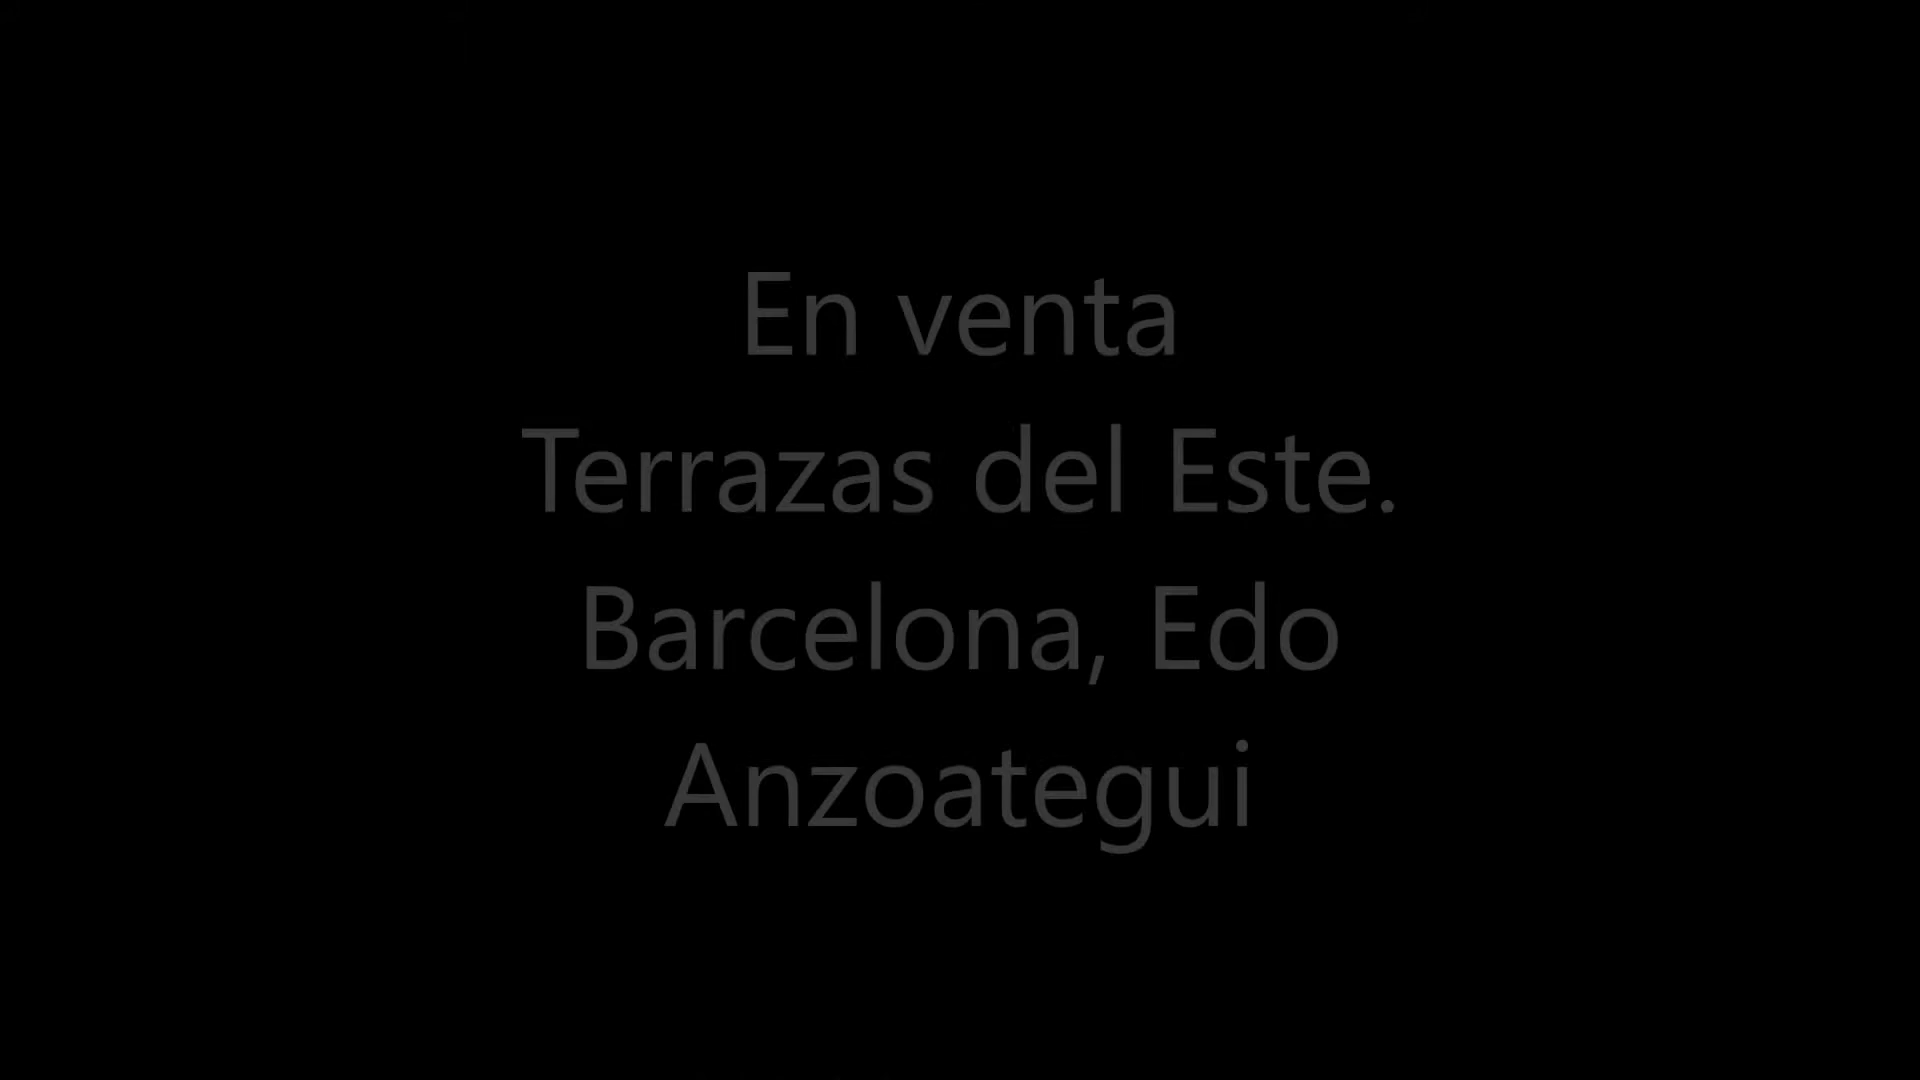 En venta
Terrazas del Este.
Barcelona, Edo
Anzoategui